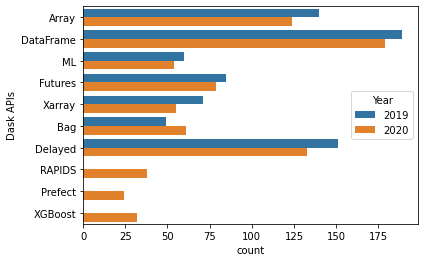 Dask APIs
Array
DataFrame
ML
Futures
Xarray
Bag
Delayed
RAPIDS
Prefect
XGBoost
Year
2019
2020
0 25 50 75 100 125 150 175
count